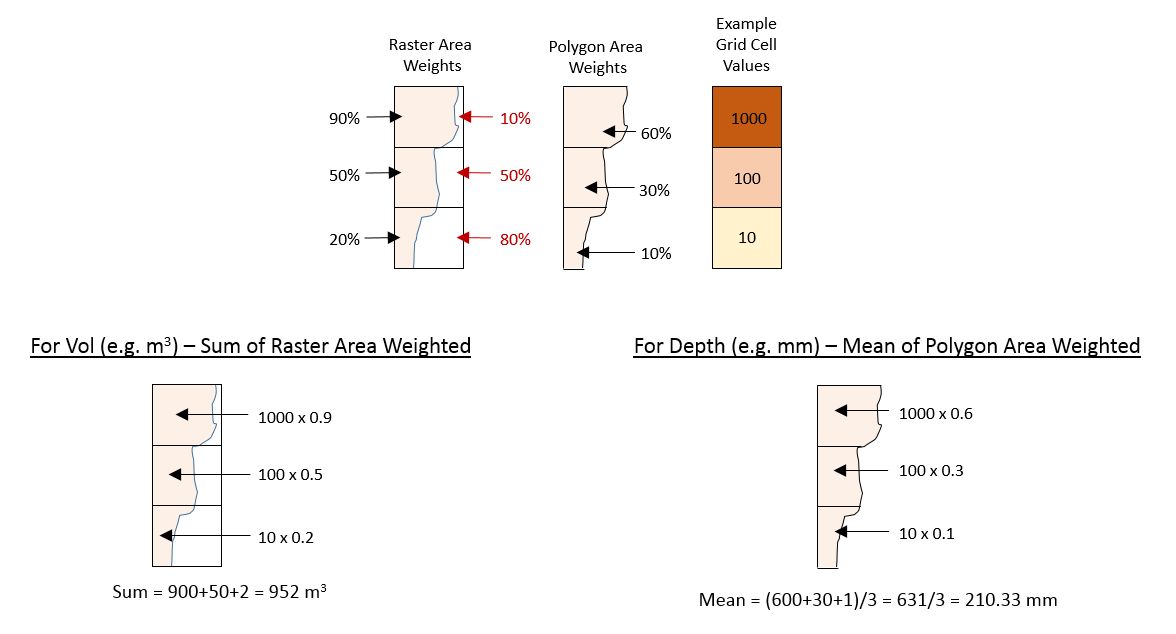 Raster Area
Weights
Polygon Area
Weights
Example
Grid Cell
Values
90%
10%
60%
1000
50%
50%
30%
100
20%
80%
10%
10
For Vol (e.g. m³) – Sum of Raster Area Weighted
For Depth (e.g. mm) – Mean of Polygon Area Weighted
1000 x 0.9
100 x 0.5
10 x 0.2
Sum = 900+50+2 = 952 m³
1000 x 0.6
100 x 0.3
10 x 0.1
Mean = (600+30+1)/3 = 631/3 = 210.33 mm